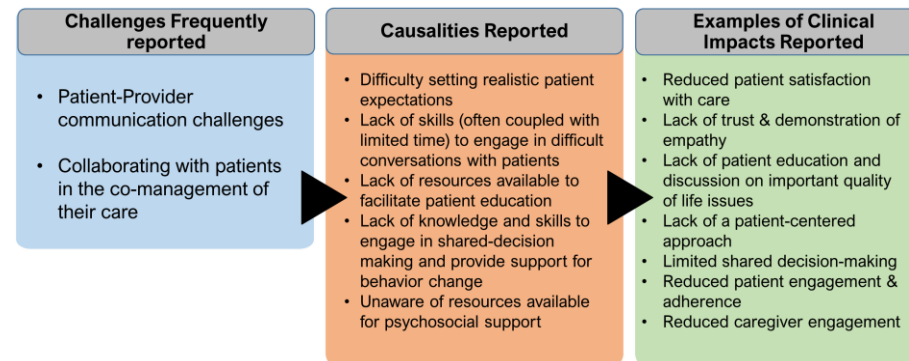 Challenges Frequently
reported
• Patient-Provider
communication challenges
• Collaborating with patients
in the co-management of
their care
Causalities Reported
• Difficulty setting realistic patient
expectations
• Lack of skills (often coupled with
limited time) to engage in difficult
conversations with patients
• Lack of resources available to
facilitate patient education
• Lack of knowledge and skills to
engage in shared-decision
making and provide support for
behavior change
• Unaware of resources available
for psychosocial support
Examples of Clinical
Impacts Reported
• Reduced patient satisfaction
with care
• Lack of trust & demonstration of
empathy
• Lack of patient education and
discussion on important quality
of life issues
• Lack of a patient-centered
approach
• Limited shared decision-making
• Reduced patient engagement &
adherence
• Reduced caregiver engagement